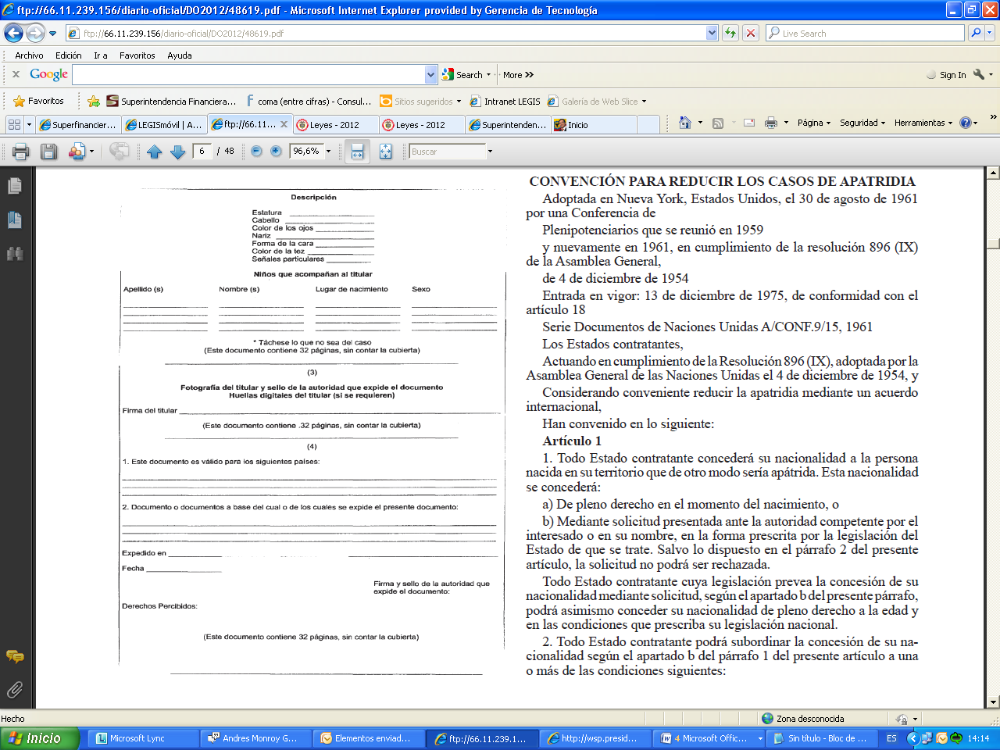 ftp://66.11.239.156/diario-oficial/DO2012/48619.pdf - Microsoft Internet Explorer provided by Gerencia de Tecnología
ftp://66.11.239.156/diario-oficial/DO2012/48619.pdf
Live Search
Archivo Edición Ir a Favoritos Ayuda
x Google Search More >> Sign In
Favoritos Superintendencia Financiera... coma (entre cifras) - Consul... Sitios sugeridos Intranet LEGIS Galería de Web Slice
Superfinancier... LEGISmóvil | A... ftp://66.11.... X Leyes - 2012 Leyes - 2012 Superintenden... Inicio Página Seguridad Herramientas >>
6 / 48 96,6% Buscar
Descripción
Estatura
Cabello
Color de los ojos
Nariz
Forma de la cara
Color de la tez
Señales particulares
Niños que acompañan al titular
Apellido (s) Nombre (s) Lugar de nacimiento Sexo
* Táchese lo que no sea del caso
(Este documento contiene 32 páginas, sin contar la cubierta)
(3)
Fotografía del titular y sello de la autoridad que expide el documento
Huellas digitales del titular (si se requieren)
Firma del titular
(Este documento contiene .32 páginas, sin contar la cubierta)
(4)
1. Este documento es válido para los siguientes países:
2. Documento o documentos a base del cual o de los cuales se expide el presente documento:
Expedido en
Fecha
Firma y sello de la autoridad que
expide el documento:
Derechos Percibidos:
(Este documento contiene 32 páginas, sin contar la cubierta)
CONVENCIÓN PARA REDUCIR LOS CASOS DE APATRIDIA
Adoptada en Nueva York, Estados Unidos, el 30 de agosto de 1961
por una Conferencia de
Plenipotenciarios que se reunió en 1959
y nuevamente en 1961, en cumplimiento de la resolución 896 (IX)
de la Asamblea General,
de 4 de diciembre de 1954
Entrada en vigor: 13 de diciembre de 1975, de conformidad con el
artículo 18
Serie Documentos de Naciones Unidas A/CONF.9/15, 1961
Los Estados contratantes,
Actuando en cumplimiento de la Resolución 896 (IX), adoptada por la
Asamblea General de las Naciones Unidas el 4 de diciembre de 1954, y
Considerando conveniente reducir la apatridia mediante un acuerdo
internacional,
Han convenido en lo siguiente:
Artículo 1
1. Todo Estado contratante concederá su nacionalidad a la persona
nacida en su territorio que de otro modo sería apátrida. Esta nacionalidad
se concederá:
a) De pleno derecho en el momento del nacimiento, o
b) Mediante solicitud presentada ante la autoridad competente por el
interesado o en su nombre, en la forma prescrita por la legislación del
Estado de que se trate. Salvo lo dispuesto en el párrafo 2 del presente
artículo, la solicitud no podrá ser rechazada.
Todo Estado contratante cuya legislación prevea la concesión de su
nacionalidad mediante solicitud, según el apartado b del presente párrafo,
podrá asimismo conceder su nacionalidad de pleno derecho a la edad y
en las condiciones que prescriba su legislación nacional.
2. Todo Estado contratante podrá subordinar la concesión de su na-
cionalidad según el apartado b del párrafo 1 del presente artículo a una
o más de las condiciones siguientes:
Hecho Zona desconocida
Inicio Microsoft Lync Andres Monroy G... Elementos enviad... ftp://66.11.239.1... http://wsp.presid... 4 Microsoft Offic... Sin título - Bloc de ... ES 14:14